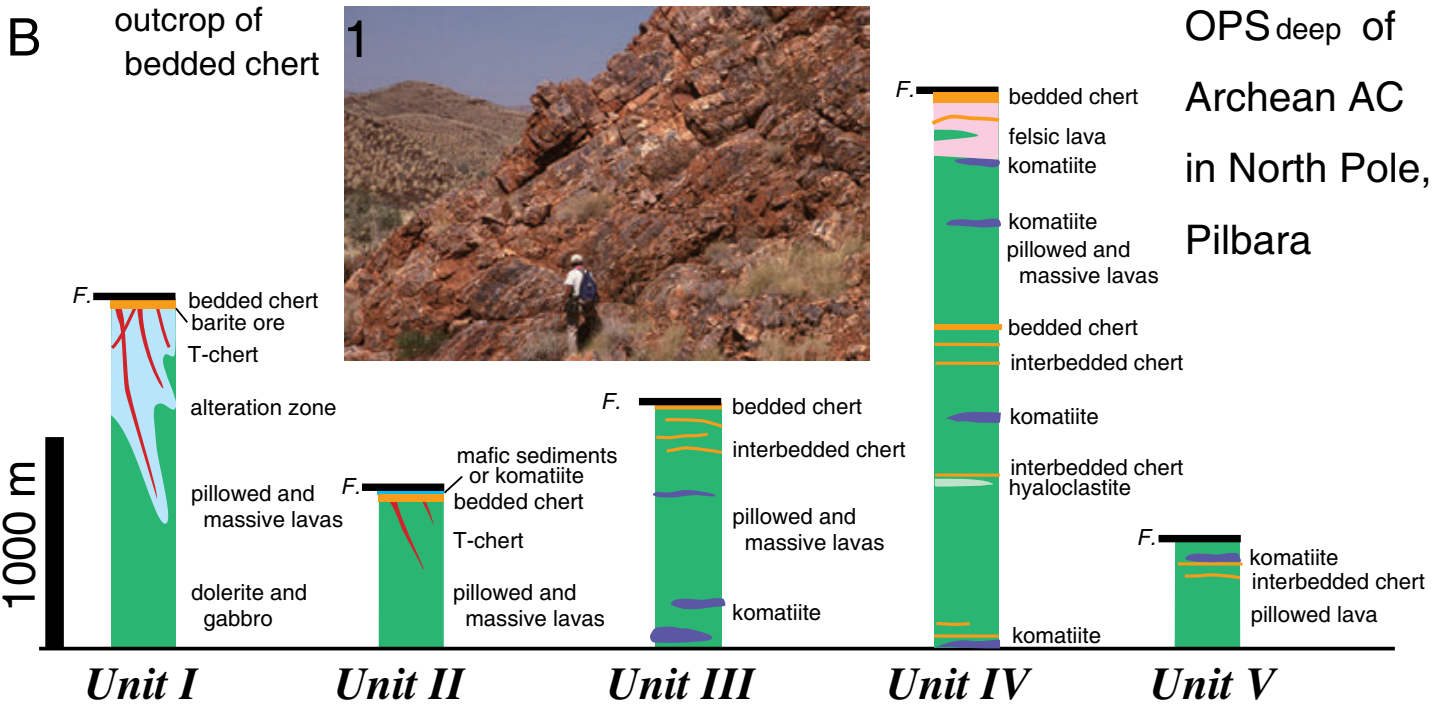 B
outcrop of
bedded chert
1
OPS deep of
Archean AC
in North Pole,
Pilbara
1000 m
F.
bedded chert
barite ore
T-chert
alteration zone
pillowed and
massive lavas
dolerite and
gabbro
Unit I
F.
mafic sediments
or komatiite
bedded chert
T-chert
pillowed and
massive lavas
Unit II
F.
bedded chert
interbedded chert
pillowed and
massive lavas
komatiite
Unit III
F.
bedded chert
felsic lava
komatiite
komatiite
pillowed and
massive lavas
bedded chert
interbedded chert
komatiite
interbedded chert
hyaloclastite
komatiite
Unit IV
F.
komatiite
interbedded chert
pillowed lava
Unit V